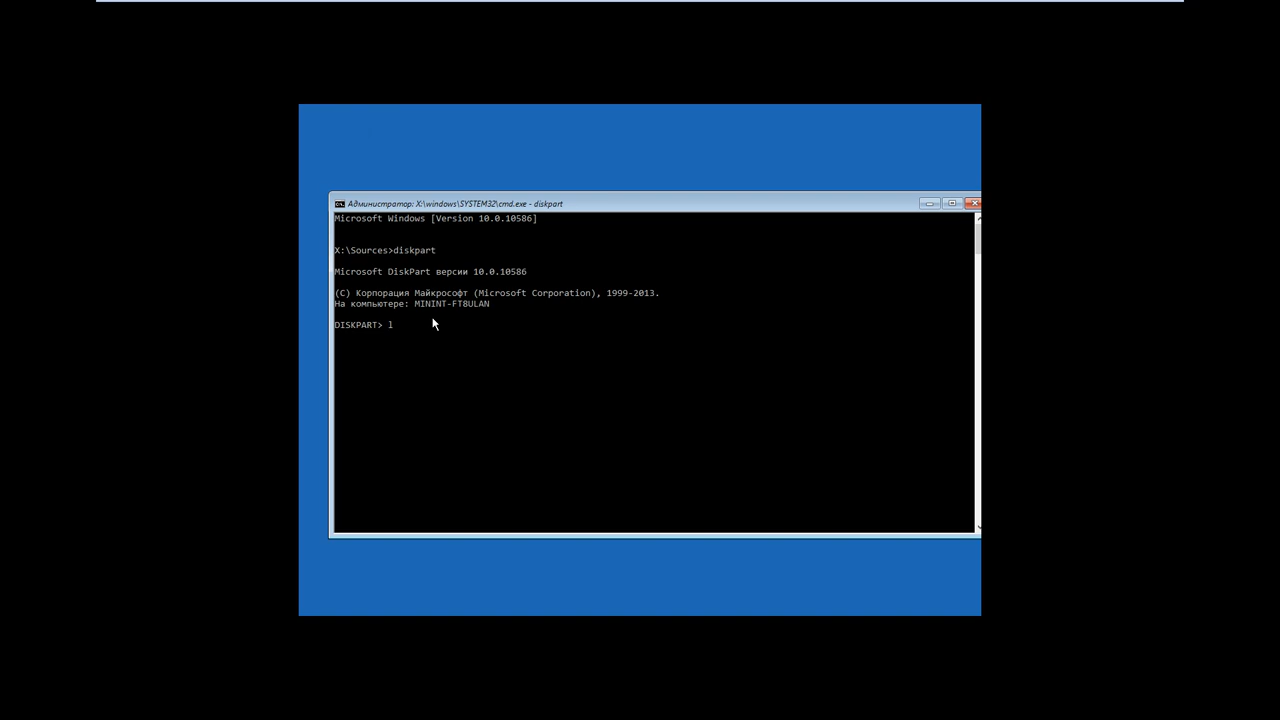 Администратор: X:\windows\SYSTEM32\cmd.exe - diskpart
Microsoft Windows [Version 10.0.10586]
X:\Sources>diskpart
Microsoft DiskPart версии 10.0.10586
(C) Корпорация Майкрософт (Microsoft Corporation), 1999-2013.
На компьютере: MININT-FT8ULAN
DISKPART> l